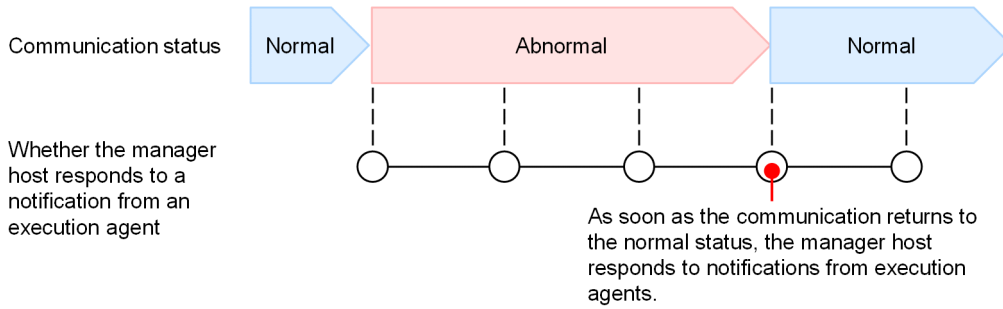 Communication status
Normal
Abnormal
Normal
Whether the manager
host responds to a
notification from an
execution agent
As soon as the communication returns to
the normal status, the manager host
responds to notifications from execution
agents.